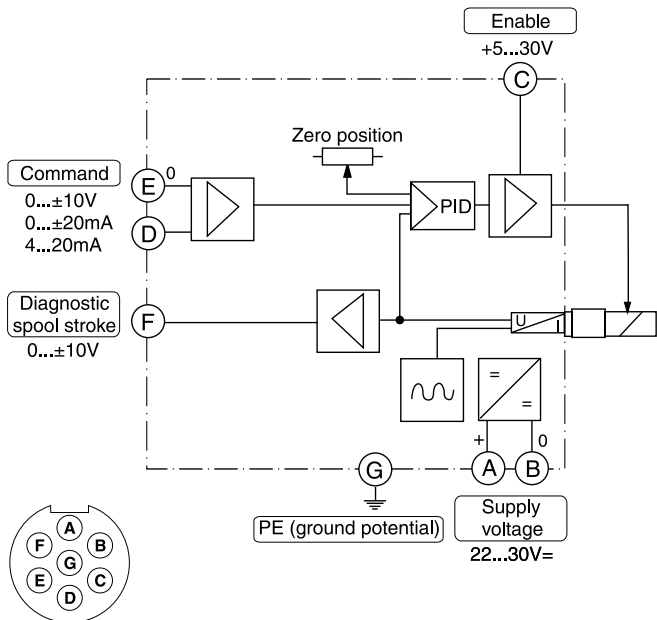 Enable
+5...30V
C
Zero position
Command
0...±10V
0...±20mA
4...20mA
E
0
D
PID
Diagnostic
spool stroke
0...±10V
F
U
I
=
=
+
0
G
A
B
PE (ground potential)
Supply
voltage
22...30V=
A
F
B
G
E
C
D